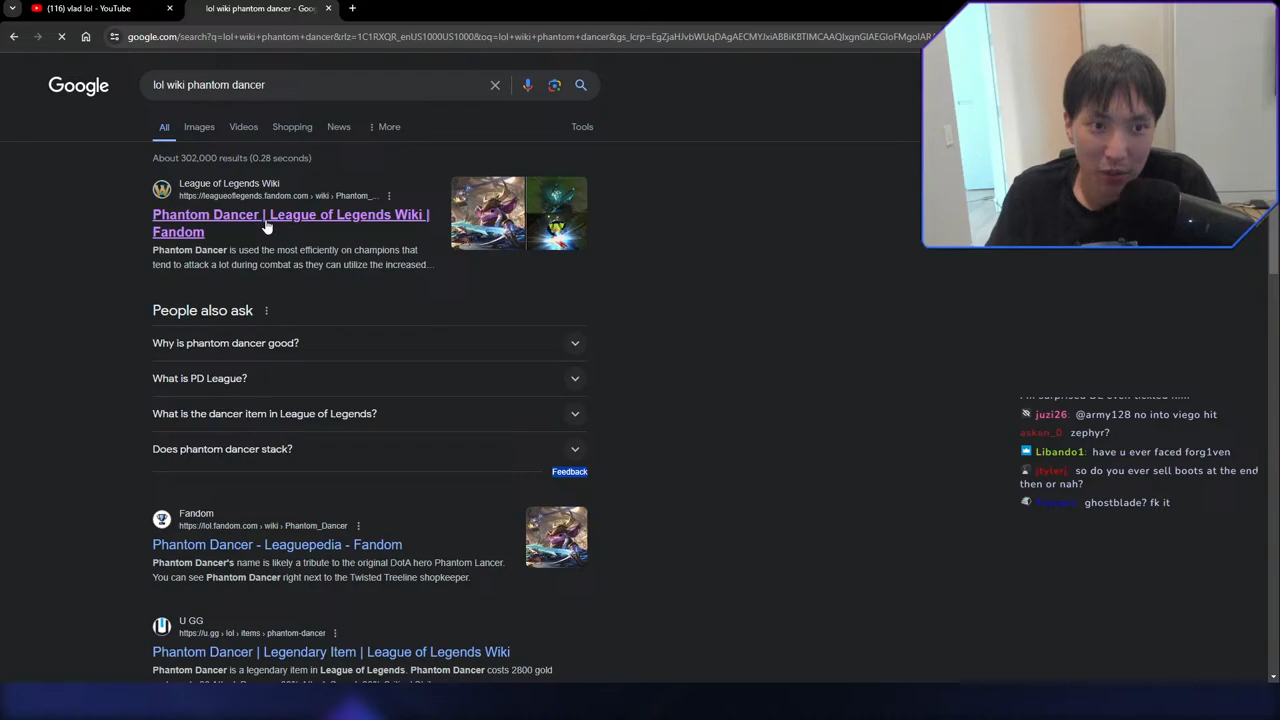 (116) vlad lol - YouTube
lol wiki phantom dancer - Goo
google.com/search?q=lol+wiki+phantom+dancer&rlz=1C1RXQR_enUS1000US1000&oq=lol+wiki+phantom+dancer&gs_lcrp=
Google
lol wiki phantom dancer
All
Images
Videos
Shopping
News
More
Tools
About 302,000 results (0.28 seconds)
League of Legends Wiki
https://leagueoflegends.fandom.com › wiki › Phantom_...
Phantom Dancer | League of Legends Wiki |
Fandom
Phantom Dancer is used the most efficiently on champions that
tend to attack a lot during combat as they can utilize the increased...
People also ask
Why is phantom dancer good?
What is PD League?
What is the dancer item in League of Legends?
Does phantom dancer stack?
Feedback
Fandom
https://lol.fandom.com › wiki › Phantom_Dancer
Phantom Dancer - Leaguepedia - Fandom
Phantom Dancer's name is likely a tribute to the original DotA hero Phantom Lancer.
You can see Phantom Dancer right next to the Twisted Treeline shopkeeper.
U GG
https://u.gg › lol › items › phantom-dancer
Phantom Dancer | Legendary Item | League of Legends Wiki
Phantom Dancer is a legendary item in League of Legends. Phantom Dancer costs 2800 gold
juzi26: @army128 no into viego hit
askan_0 zephyr?
Libando1: have u ever faced forg1ven
jtylerj: so do you ever sell boots at the end
then or nah?
ghostblade? fk it